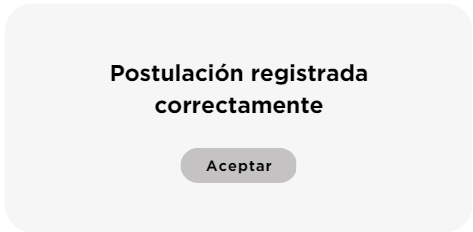 Postulación registrada
correctamente
Aceptar